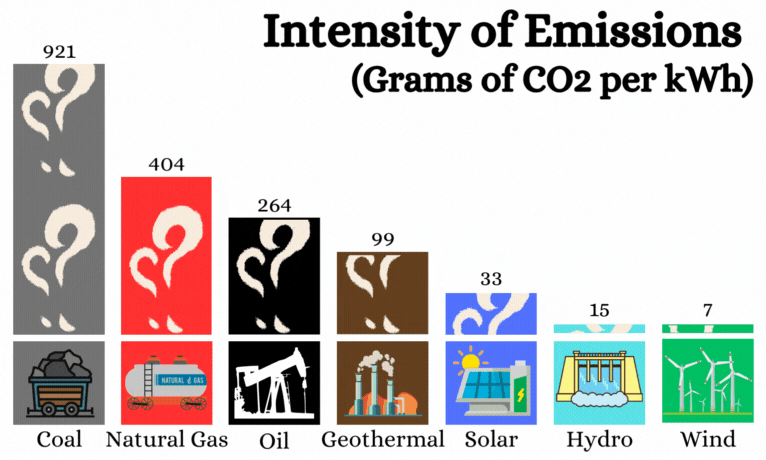 Intensity of Emissions
(Grams of CO2 per kWh)
921
404
264
99
33
15
7
NATURAL GAS
Coal
Natural Gas
Oil
Geothermal
Solar
Hydro
Wind